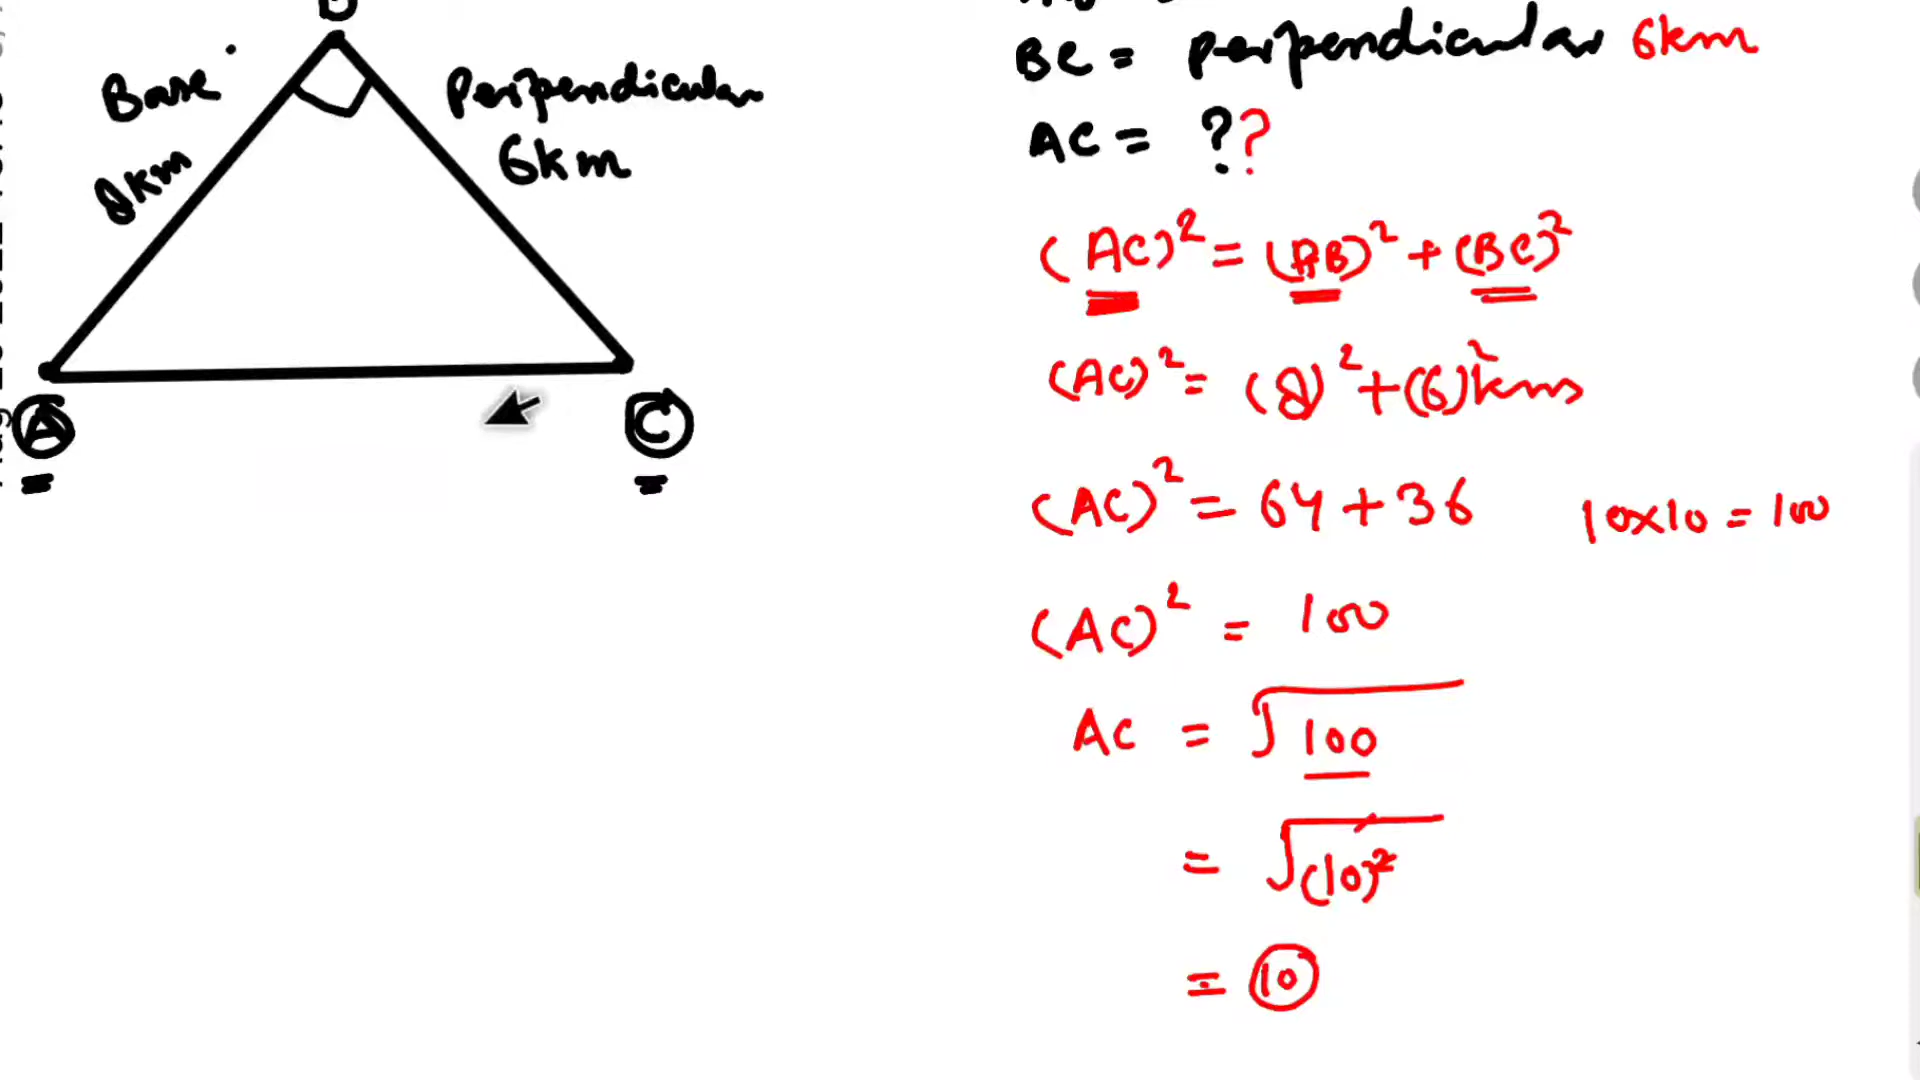 B
Base
8km
Perpendicular
6km
A
C
BC = perpendicular 6km
AC = ??
(AC)² = (AB)² + (BC)²
(AC)² = (8)² + (6)² kms
(AC)² = 64 + 36
10x10 = 100
(AC)² = 100
AC = √100
= √(10)²
= 10